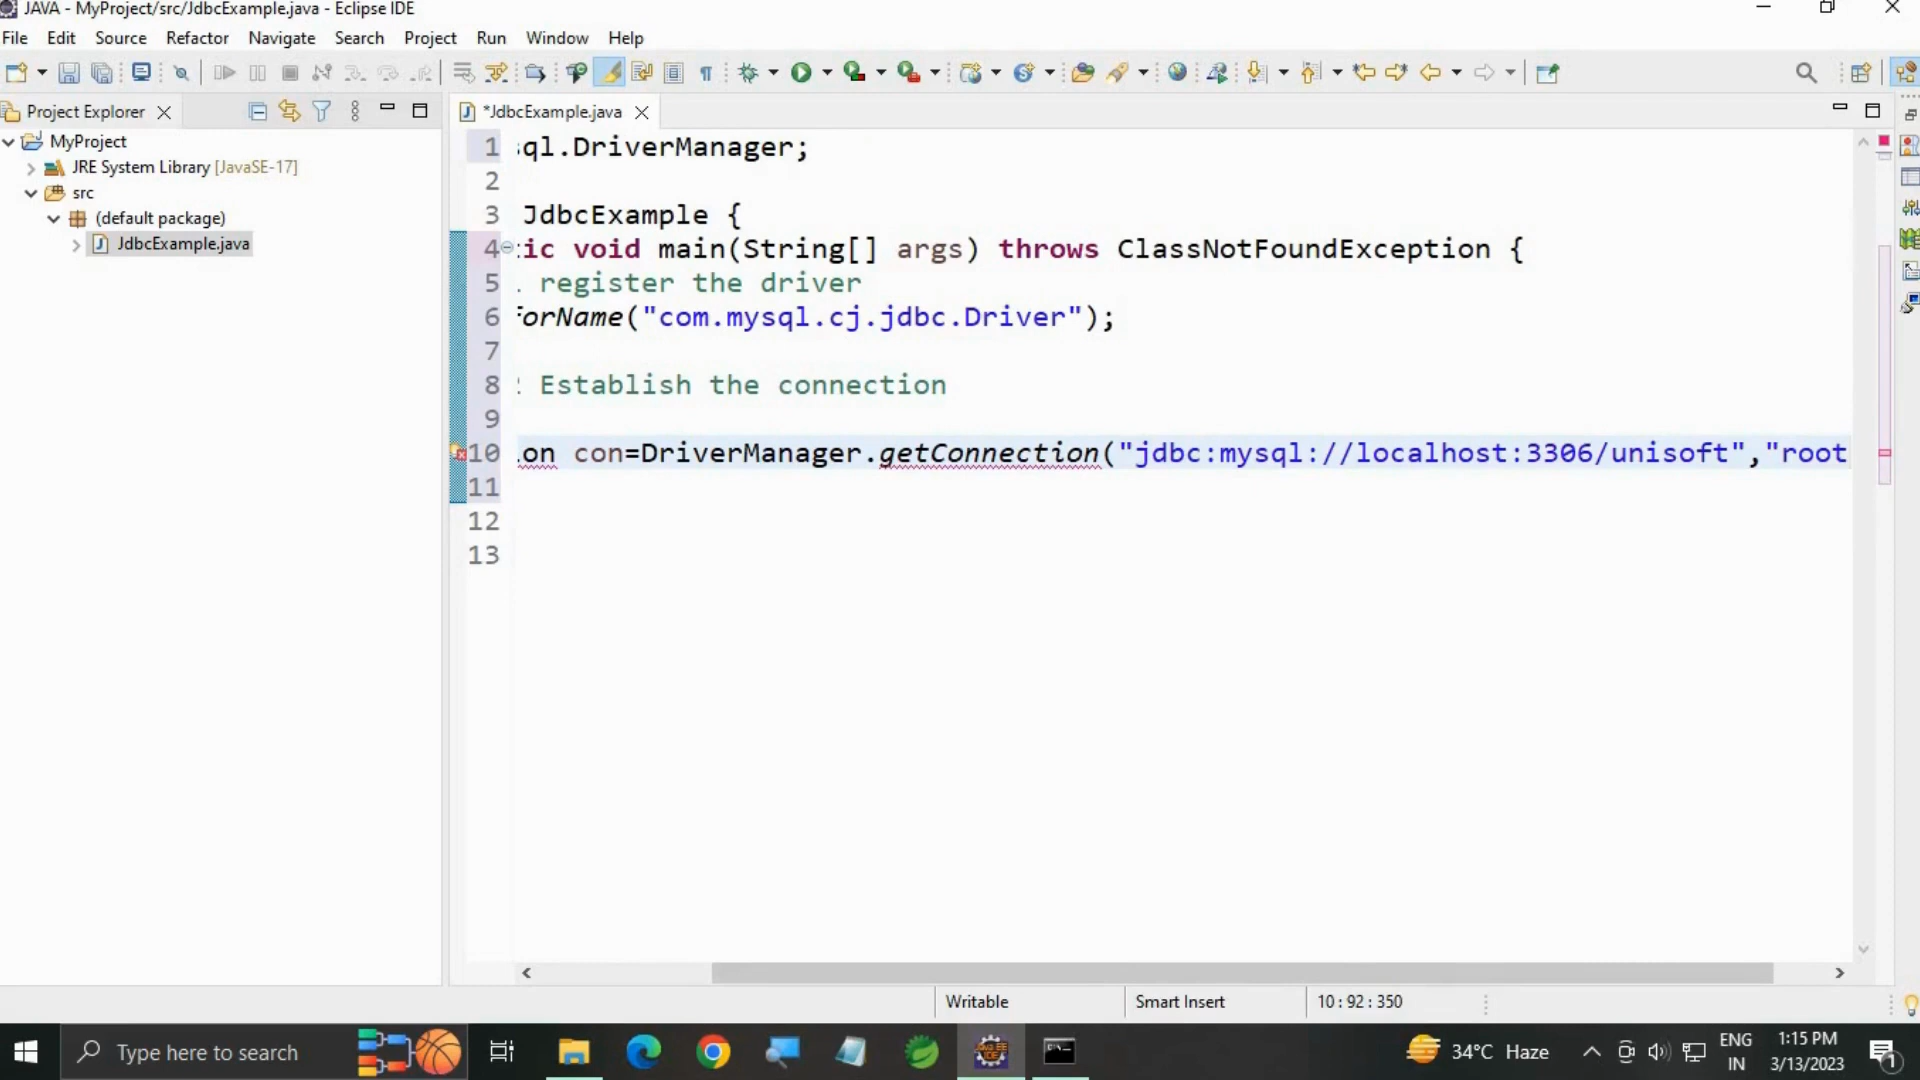 JAVA - MyProject/src/JdbcExample.java - Eclipse IDE
File Edit Source Refactor Navigate Search Project Run Window Help
Project Explorer
*JdbcExample.java
MyProject
JRE System Library [JavaSE-17]
src
(default package)
JdbcExample.java
1 ql.DriverManager;
2
3 JdbcExample {
4 ic void main(String[] args) throws ClassNotFoundException {
5 register the driver
6 orName("com.mysql.cj.jdbc.Driver");
7
8 Establish the connection
9
10 on con=DriverManager.getConnection("jdbc:mysql://localhost:3306/unisoft","root
11
12
13
Writable Smart Insert 10 : 92 : 350
Type here to search
34°C Haze
ENG
IN
1:15 PM
3/13/2023
1